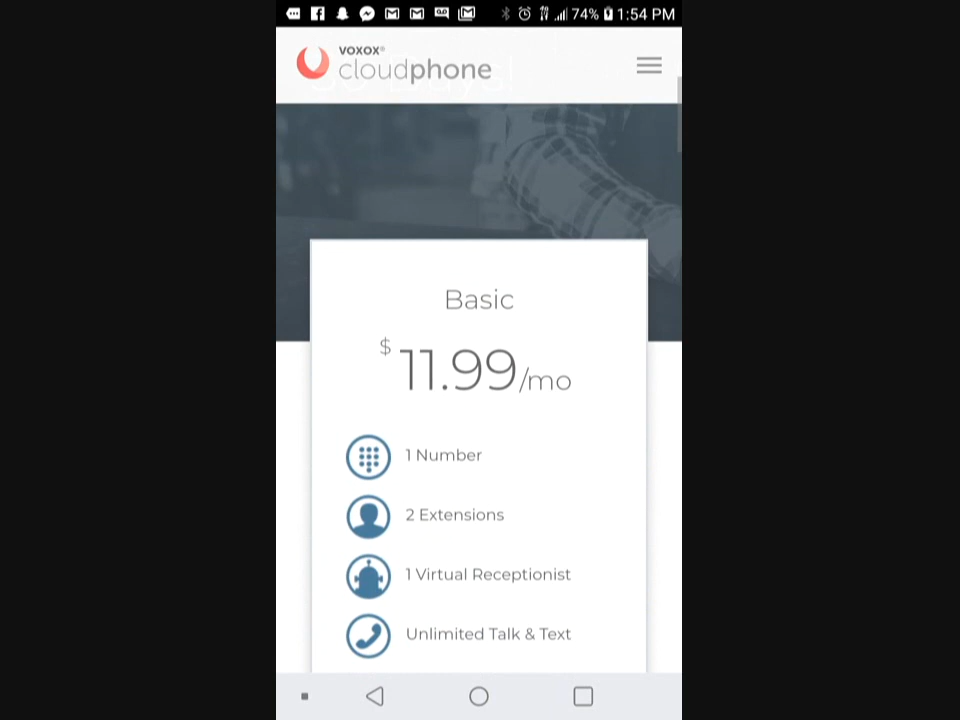 74% 1:54 PM
VOXOX®
cloudphone
Basic
$ 11.99/mo
1 Number
2 Extensions
1 Virtual Receptionist
Unlimited Talk & Text